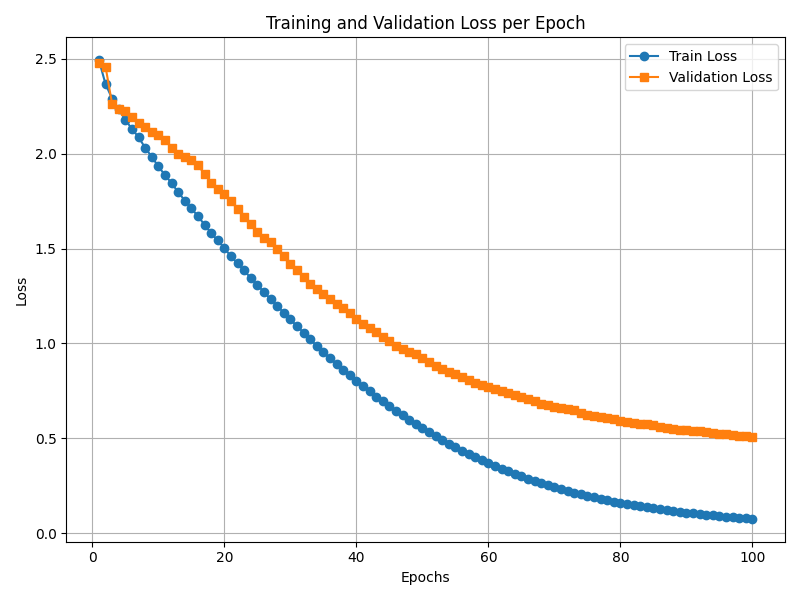 Training and Validation Loss per Epoch
Train Loss
Validation Loss
2.5
2.0
1.5
1.0
0.5
0.0
Loss
0 20 40 60 80 100
Epochs